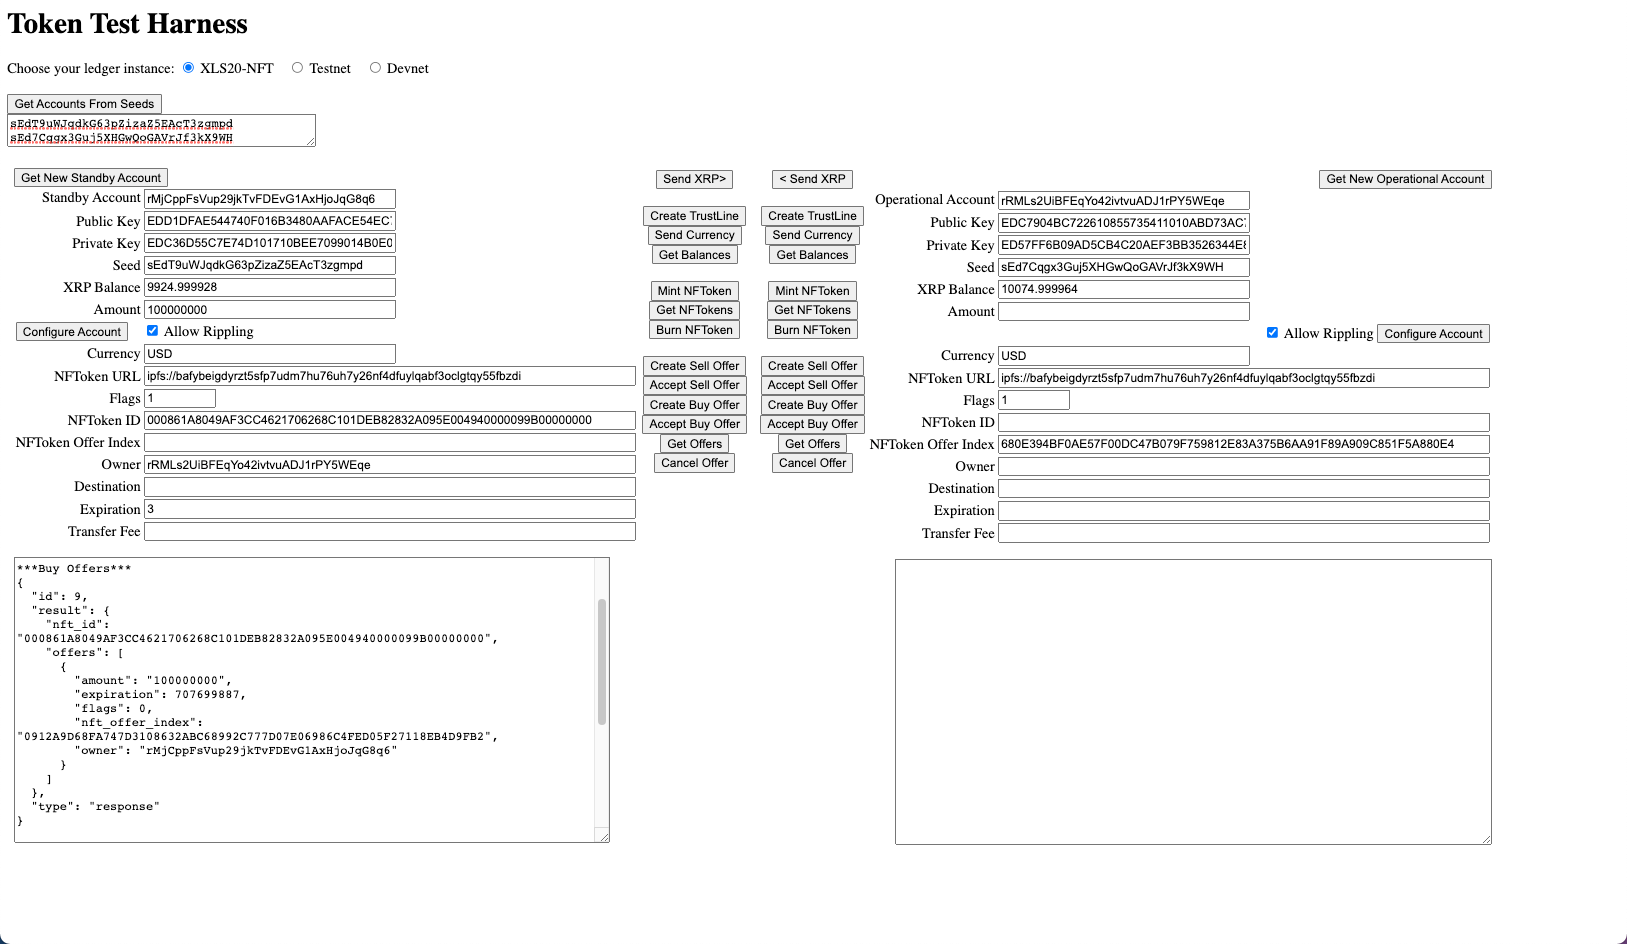 Token Test Harness
Choose your ledger instance: XLS20-NFT Testnet Devnet
Get Accounts From Seeds
sEdT9uWJqdkG63pZizaZ5EAcT3zgmpd
sEd7Cqgx3Guj5XHGwQoGAVrJf3kX9WH
Get New Standby Account
Standby Account rMjCppFsVup29jkTvFDEvG1AxHjoJqG8q6
Public Key EDD1DFAE544740F016B3480AAFACE54EC
Private Key EDC36D55C7E74D101710BEE7099014B0E0
Seed sEdT9uWJqdkG63pZizaZ5EAcT3zgmpd
XRP Balance 9924.999928
Amount 100000000
Configure Account Allow Rippling
Currency USD
NFToken URL ipfs://bafybeigdyrzt5sfp7udm7hu76uh7y26nf4dfuylqabf3oclgtqy55fbzdi
Flags 1
NFToken ID 000861A8049AF3CC4621706268C101DEB82832A095E004940000099B00000000
NFToken Offer Index
Owner rRMLs2UiBFEqYo42ivtvuADJ1rPY5WEqe
Destination
Expiration 3
Transfer Fee
Send XRP> < Send XRP
Create TrustLine Create TrustLine
Send Currency Send Currency
Get Balances Get Balances
Mint NFToken Mint NFToken
Get NFTokens Get NFTokens
Burn NFToken Burn NFToken
Create Sell Offer Create Sell Offer
Accept Sell Offer Accept Sell Offer
Create Buy Offer Create Buy Offer
Accept Buy Offer Accept Buy Offer
Get Offers Get Offers
Cancel Offer Cancel Offer
Get New Operational Account
Operational Account rRMLs2UiBFEqYo42ivtvuADJ1rPY5WEqe
Public Key EDC7904BC722610855735411010ABD73AC
Private Key ED57FF6B09AD5CB4C20AEF3BB3526344E
Seed sEd7Cqgx3Guj5XHGwQoGAVrJf3kX9WH
XRP Balance 10074.999964
Amount
Allow Rippling Configure Account
Currency USD
NFToken URL ipfs://bafybeigdyrzt5sfp7udm7hu76uh7y26nf4dfuylqabf3oclgtqy55fbzdi
Flags 1
NFToken ID
NFToken Offer Index 680E394BF0AE57F00DC47B079F759812E83A375B6AA91F89A909C851F5A880E4
Owner
Destination
Expiration
Transfer Fee
***Buy Offers***
{
"id": 9,
"result": {
"nft_id":
"000861A8049AF3CC4621706268C101DEB82832A095E004940000099B00000000",
"offers": [
{
"amount": "100000000",
"expiration": 707699887,
"flags": 0,
"nft_offer_index":
"0912A9D68FA747D3108632ABC68992C777D07E06986C4FED05F27118EB4D9FB2",
"owner": "rMjCppFsVup29jkTvFDEvG1AxHjoJqG8q6"
}
]
},
"type": "response"
}